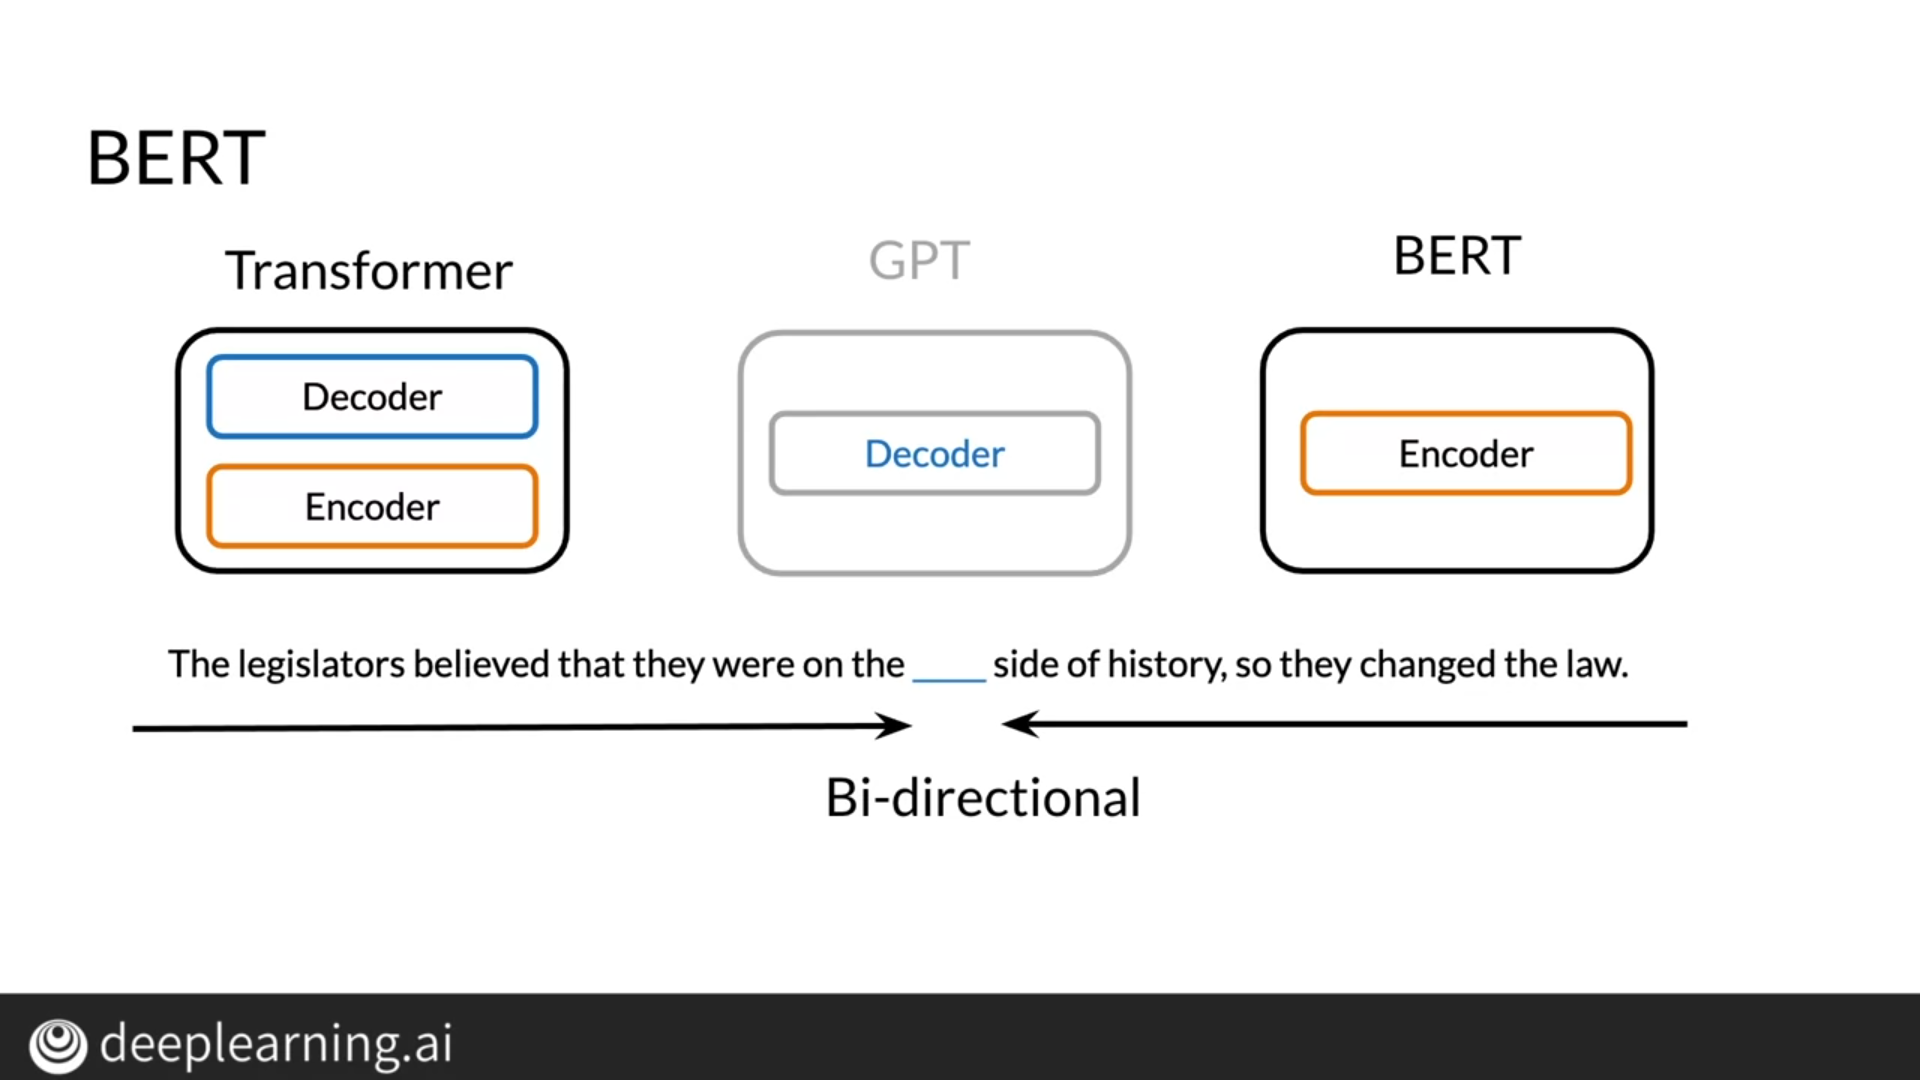 BERT
Transformer
GPT
BERT
Decoder
Encoder
Decoder
Encoder
The legislators believed that they were on the ____ side of history, so they changed the law.
Bi-directional
deeplearning.ai